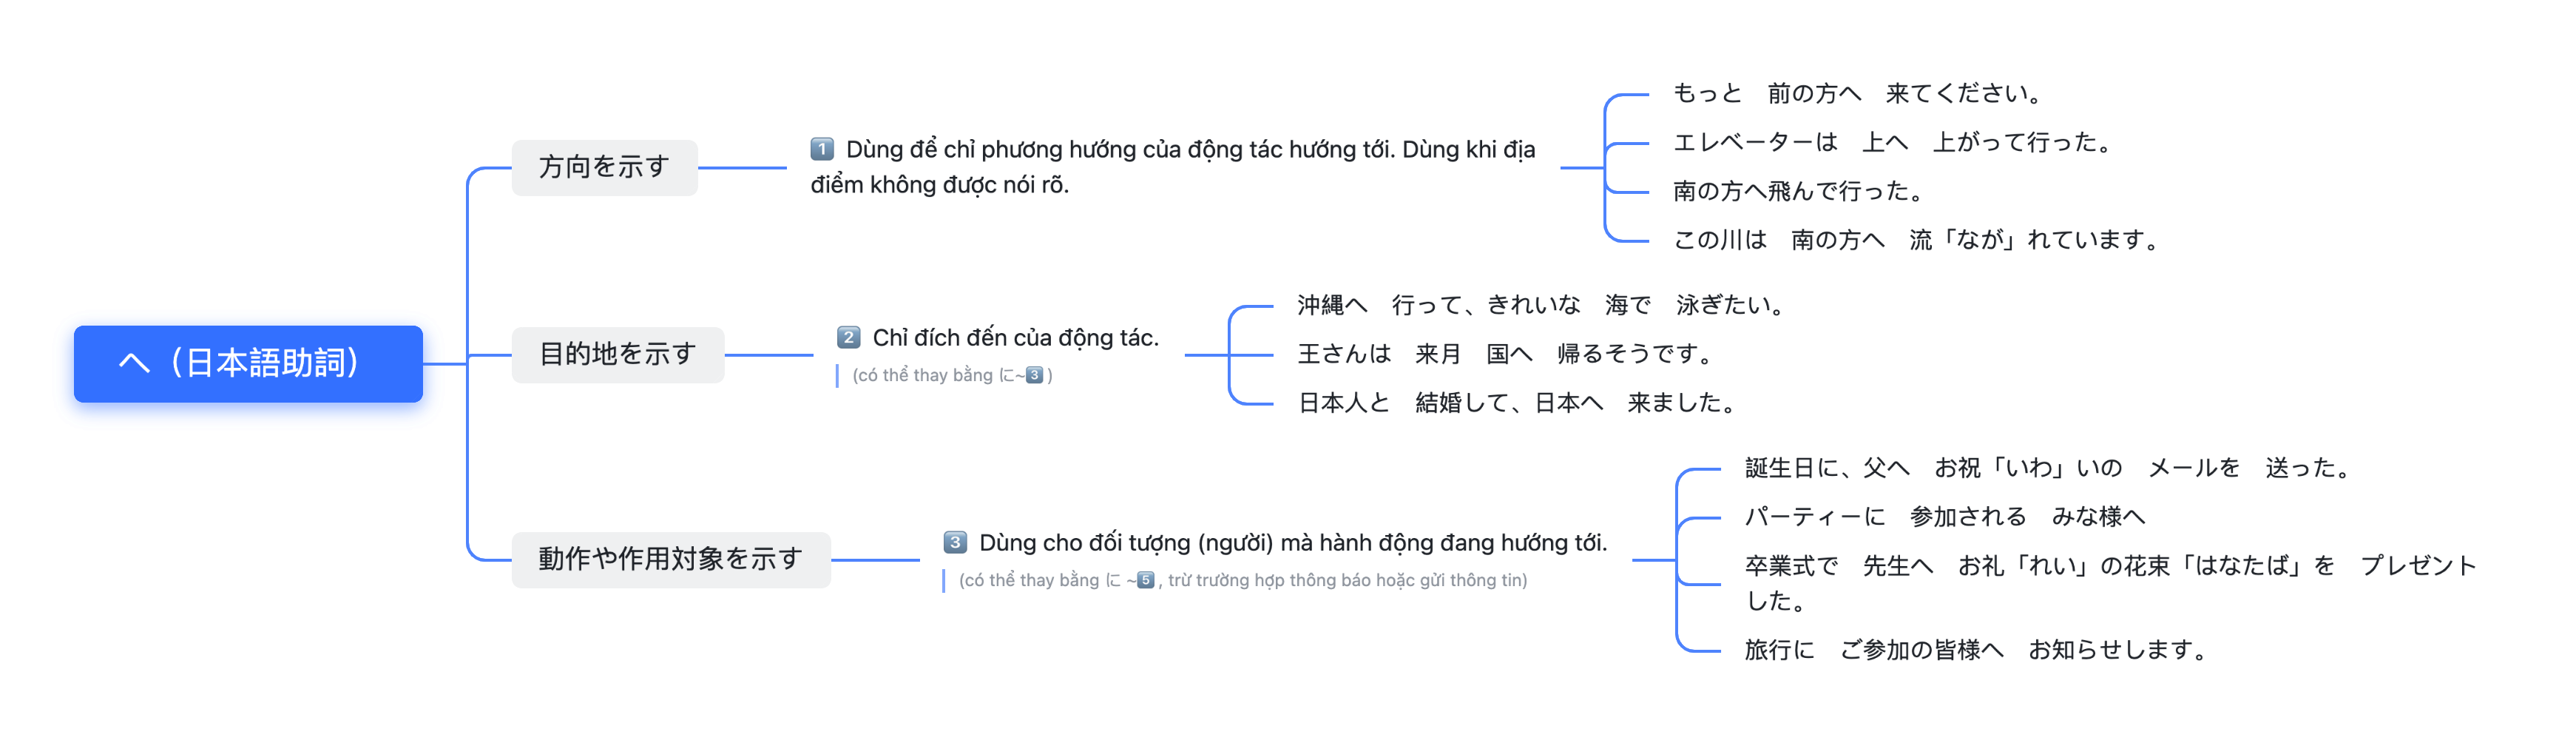 へ（日本語助詞）
方向を示す
1 Dùng để chỉ phương hướng của động tác hướng tới. Dùng khi địa
điểm không được nói rõ.
もっと　前の方へ　来てください。
エレベーターは　上へ　上がって行った。
南の方へ飛んで行った。
この川は　南の方へ　流「なが」れています。
目的地を示す
2 Chỉ đích đến của động tác.
(có thể thay bằng に~3 )
沖縄へ　行って、きれいな　海で　泳ぎたい。
王さんは　来月　国へ　帰るそうです。
日本人と　結婚して、日本へ　来ました。
動作や作用対象を示す
3 Dùng cho đối tượng (người) mà hành động đang hướng tới.
(có thể thay bằng に ~5 , trừ trường hợp thông báo hoặc gửi thông tin)
誕生日に、父へ　お祝「いわ」いの　メールを　送った。
パーティーに　参加される　みな様へ
卒業式で　先生へ　お礼「れい」の花束「はなたば」を　プレゼント
した。
旅行に　ご参加の皆様へ　お知らせします。